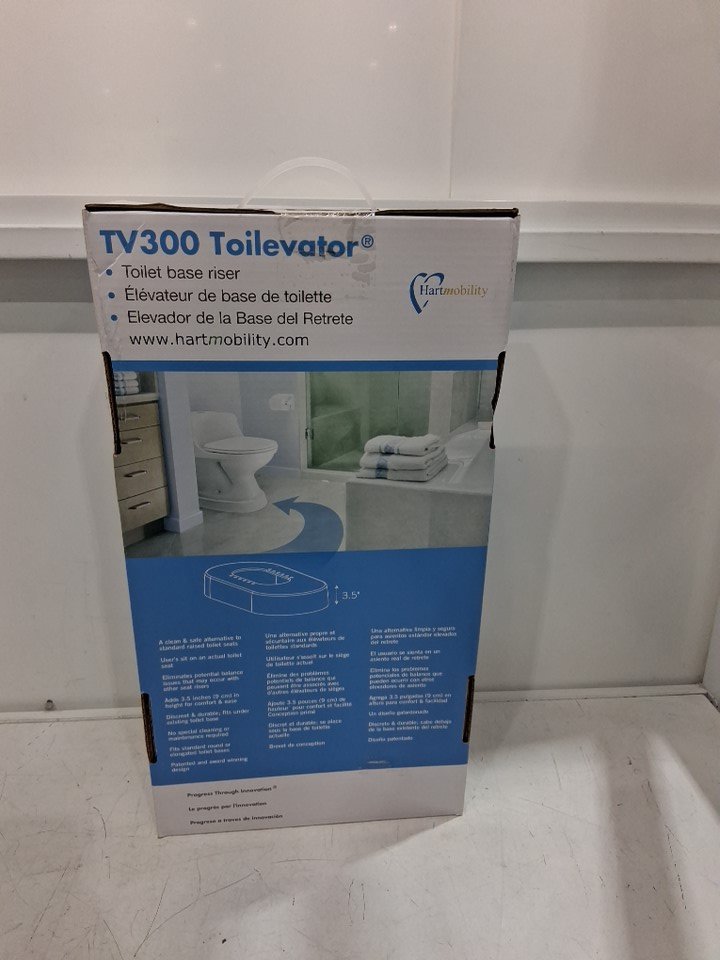 TV300 Toilevator®
• Toilet base riser
• Élévateur de base de toilette
• Elevador de la Base del Retrete
www.hartmobility.com
Hartmobility
3.5"
A clean & safe alternative to
standard raised toilet seats
User's sit on an actual toilet
seat
Eliminates potential balance
issues that may occur with
other seat risers
Adds 3.5 inches (9 cm) in
height for comfort & ease
Discreet & durable; fits under
existing toilet base
No special cleaning or
maintenance required
Fits standard round or
elongated toilet bases
Patented and award winning
design
Une alternative propre et
sécuritaire aux élévateurs de
toilettes standards
Utilisateur s'assoit sur le siège
de toilette actuel
Élimine des problèmes
potentiels de balance qui
peuvent être associés avec
d'autres élévateurs de sièges
Ajoute 3.5 pouces (9 cm) de
hauteur pour confort et facilité
Conception primé
Discret et durable; se place
sous la base de toilette
actuelle
Brevet de conception
Una alternativa limpia y segura
para asientos estándar elevados
del retrete
El usuario se sienta en un
asiento real de retrete
Elimina los problemas
potenciales de balance que
pueden ocurrir con otros
elevadores de asiento
Agrega 3.5 pulgadas (9 cm) en
altura para confort & facilidad
Un diseño galardonado
Discreto & durable; cabe debajo
de la base existente del retrete
Diseño patentado
Progress Through Innovation®
Le progrès par l'innovation
Progreso a traves de innovación